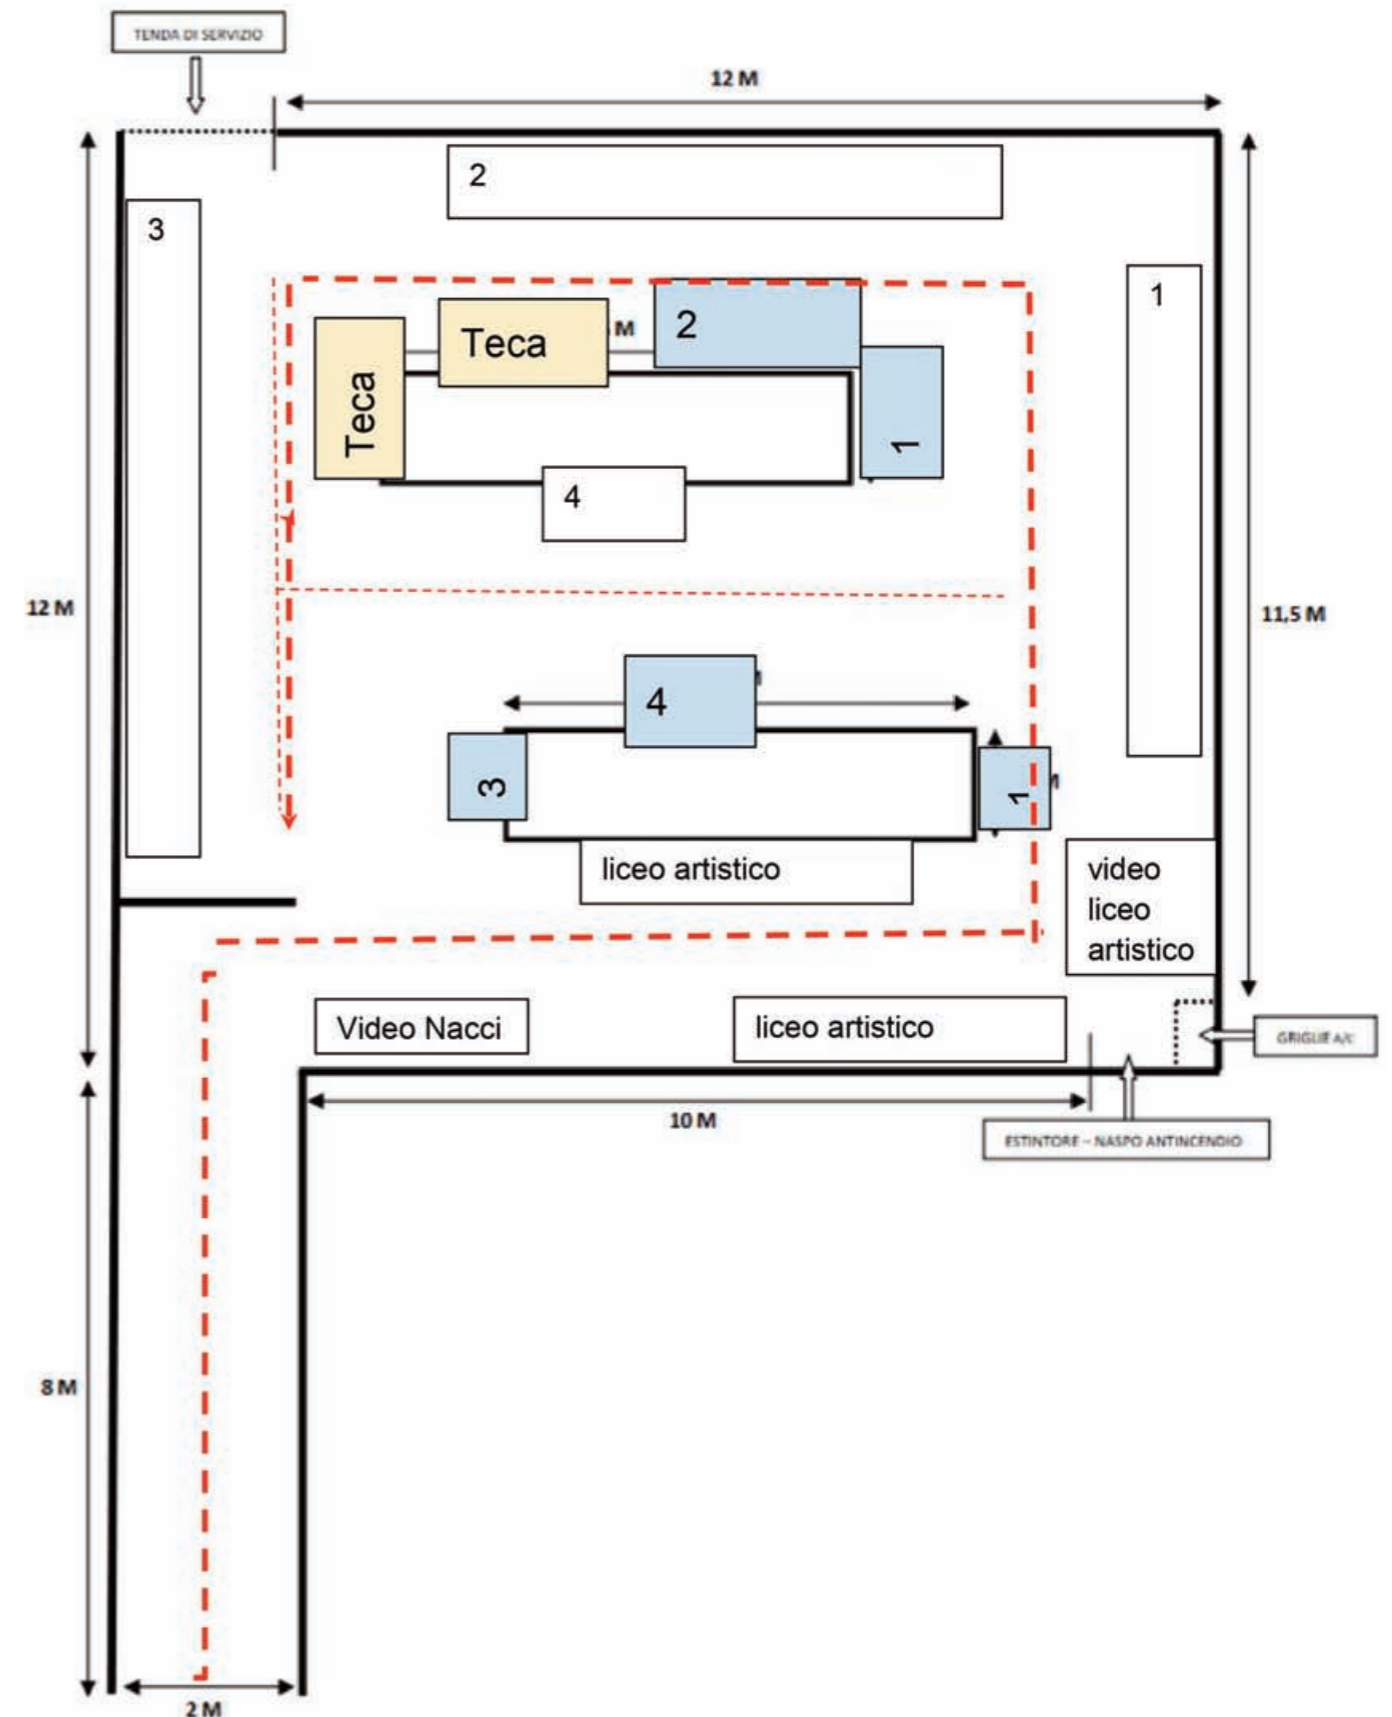 TENDA DI SERVIZIO
12 M
2
3
1
Teca
M
2
Teca
1
4
12 M
11,5 M
4
3
1
liceo artistico
video
liceo
artistico
Video Nacci
liceo artistico
GRIGLIE A/C
10 M
ESTINTORE – NASPO ANTINCENDIO
8 M
2 M